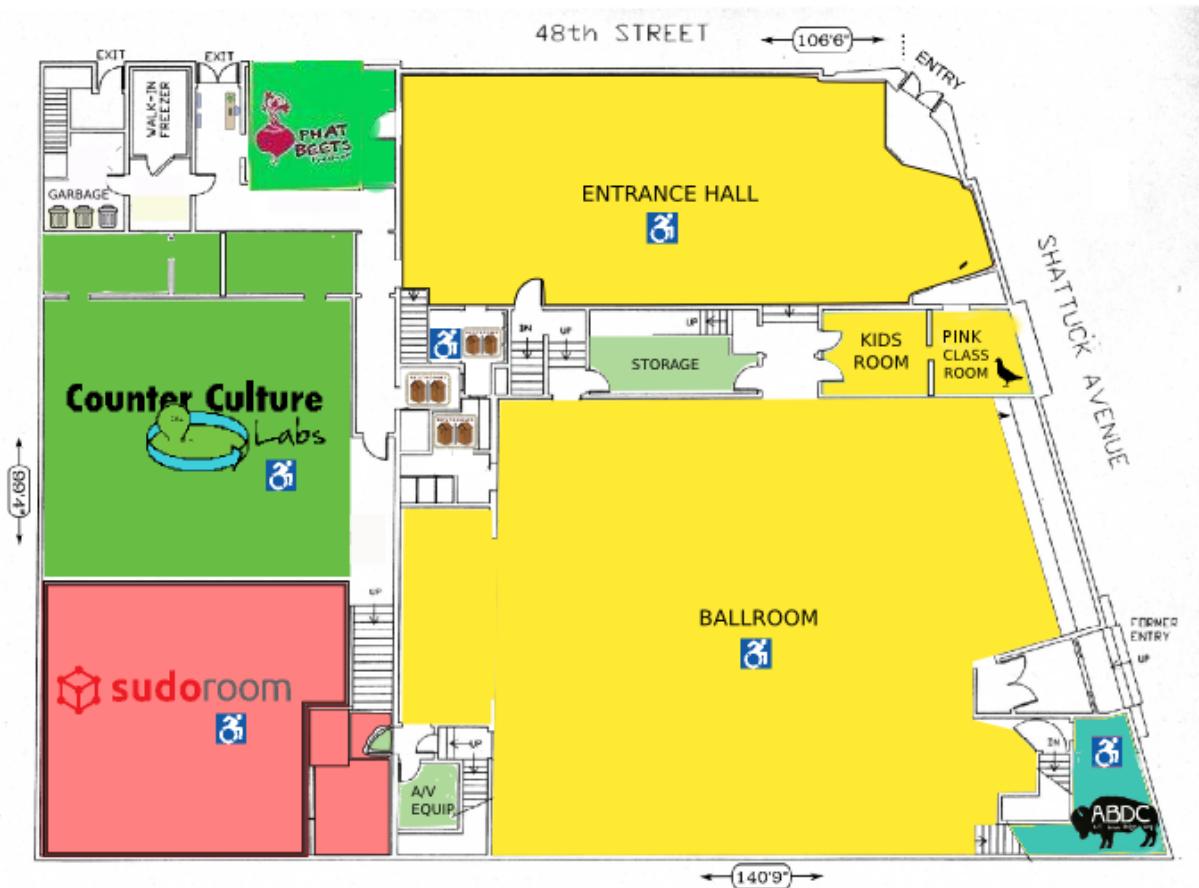 48th STREET
106'6"
ENTRY
EXIT
EXIT
WALK-IN
FREEZER
PHAT
BEETS
GARBAGE
ENTRANCE HALL
SHATTUCK AVENUE
IN
UP
UP
STORAGE
KIDS
ROOM
PINK
CLASS
ROOM
Counter Culture
Labs
99'4"
UP
BALLROOM
FORMER
ENTRY
UP
sudoroom
UP
IN
A/V
EQUIP
ABDC
140'9"